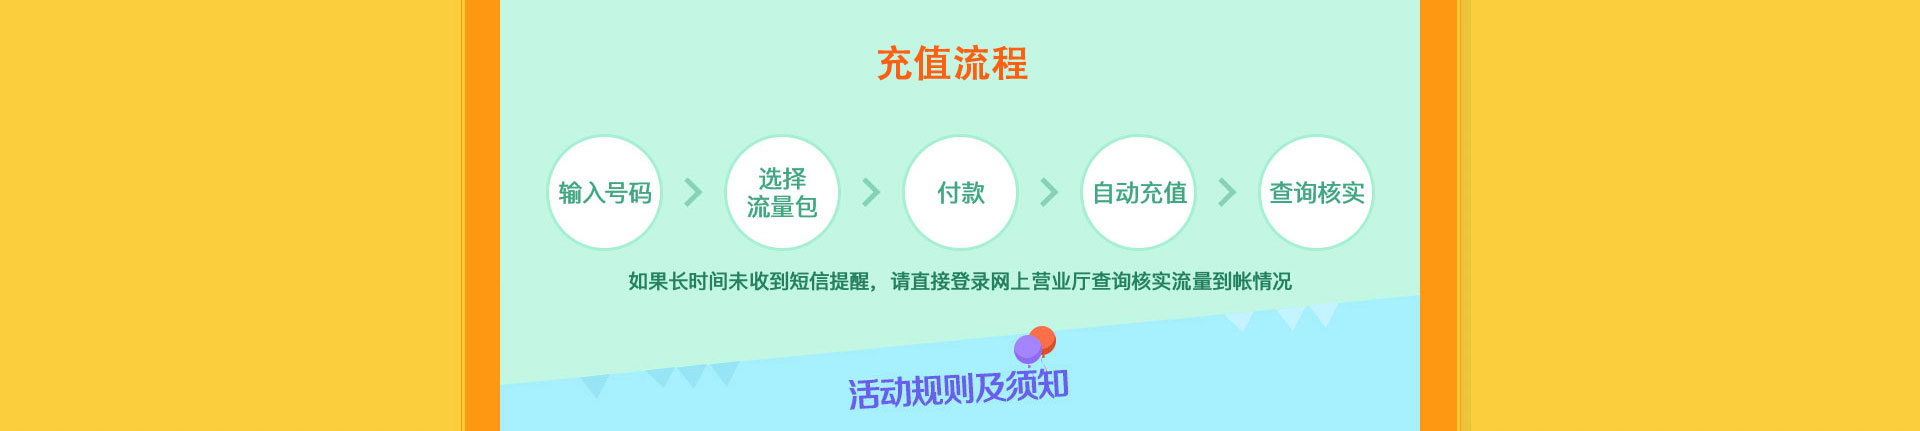 充值流程
输入号码
选择
流量包
付款
自动充值
查询核实
如果长时间未收到短信提醒，请直接登录网上营业厅查询核实流量到帐情况
活动规则及须知